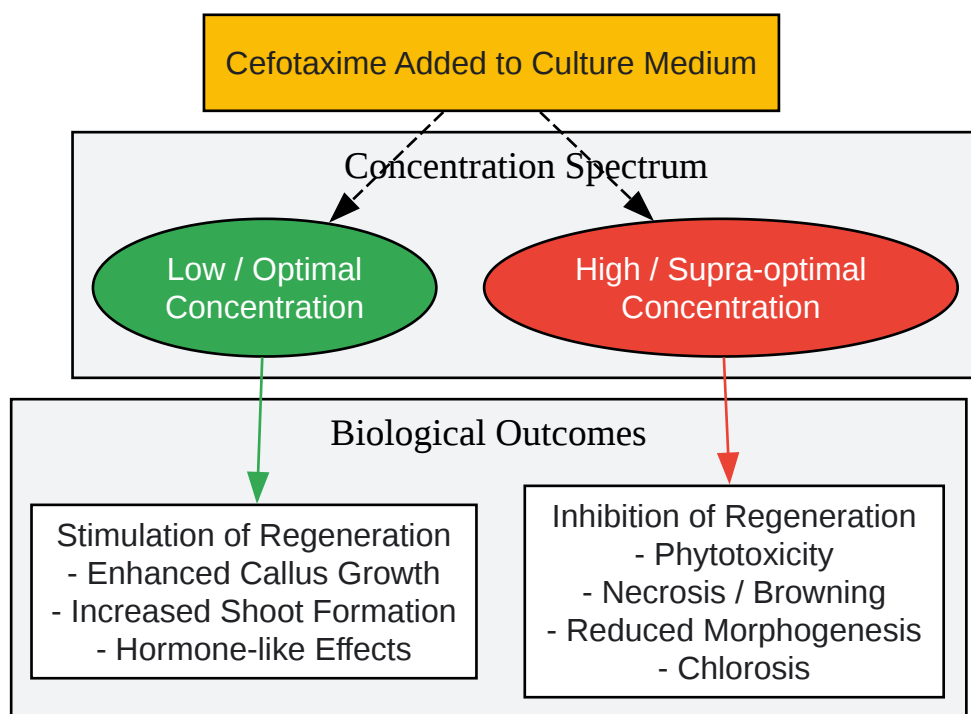 Cefotaxime Added to Culture Medium
Concentration Spectrum
Low / Optimal
Concentration
High / Supra-optimal
Concentration
Biological Outcomes
Stimulation of Regeneration
- Enhanced Callus Growth
- Increased Shoot Formation
- Hormone-like Effects
Inhibition of Regeneration
- Phytotoxicity
- Necrosis / Browning
- Reduced Morphogenesis
- Chlorosis